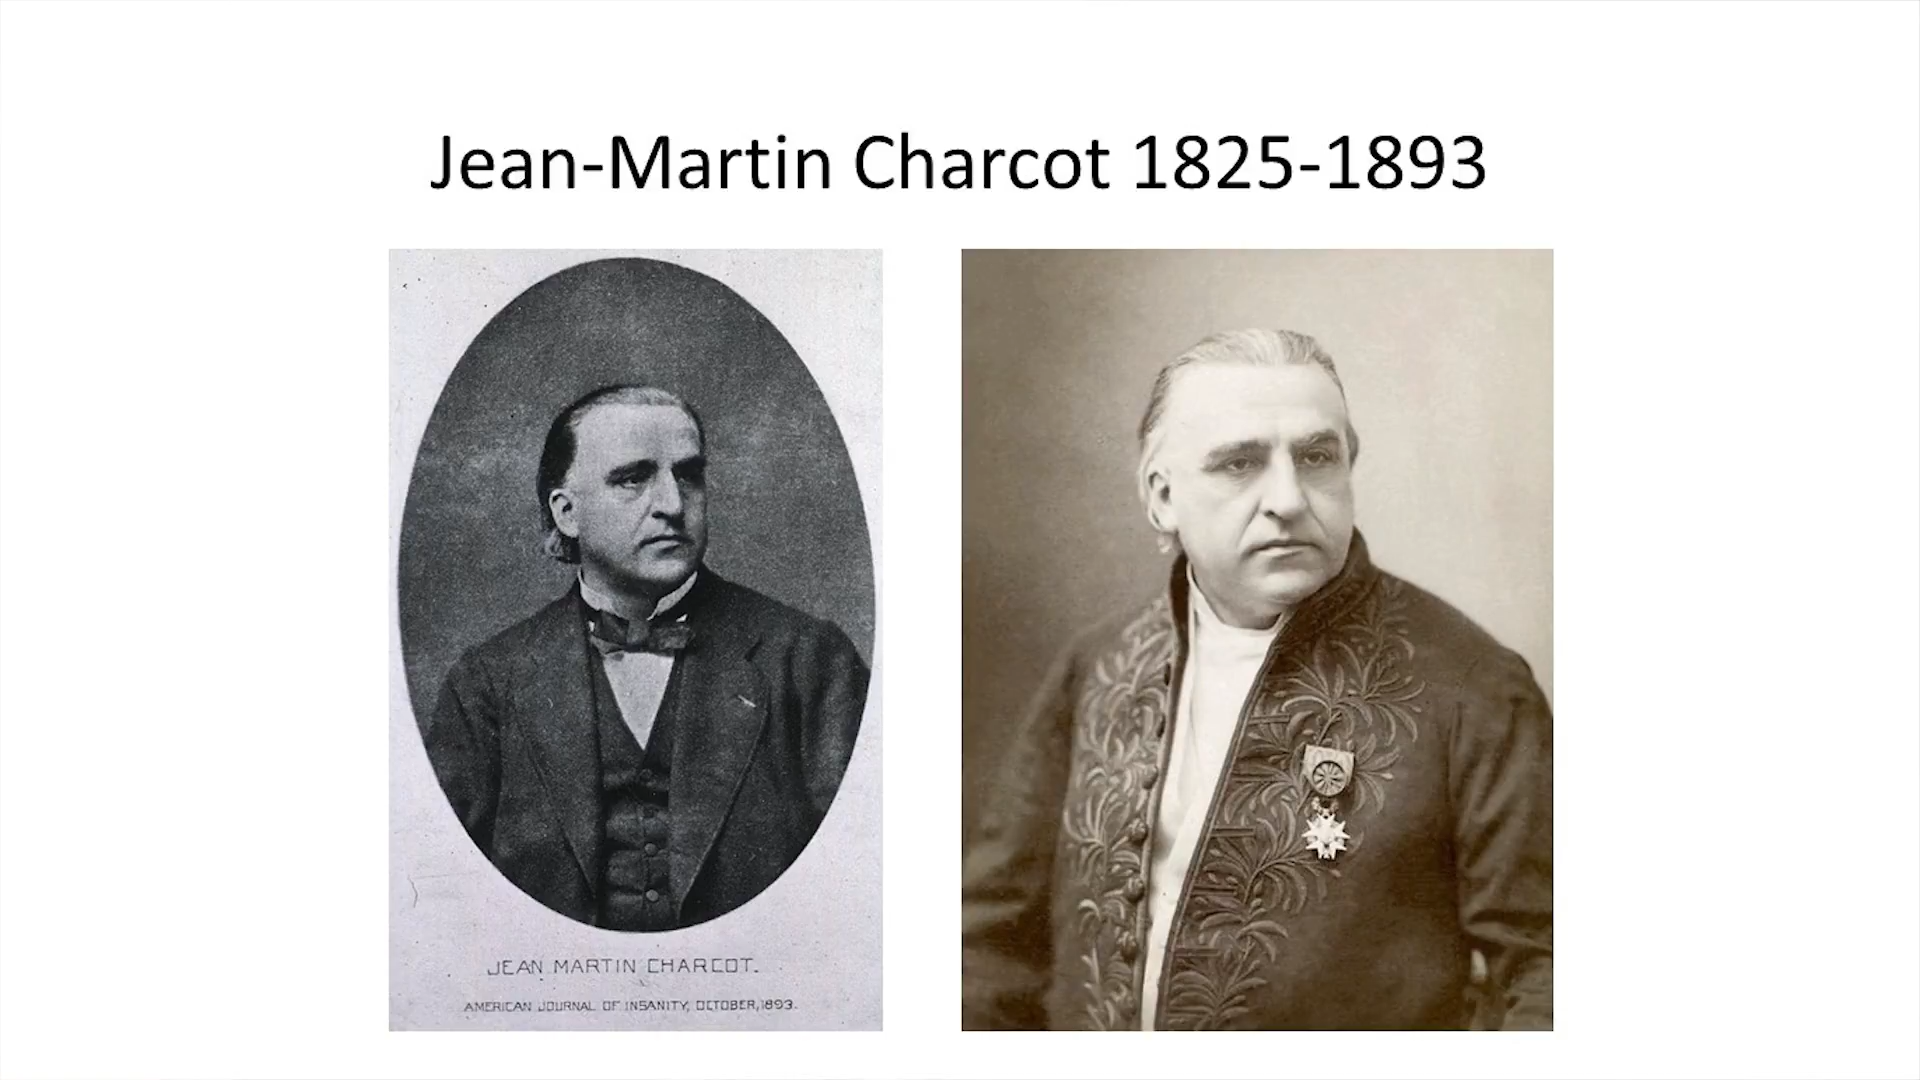 Jean-Martin Charcot 1825-1893
JEAN MARTIN CHARCOT.
AMERICAN JOURNAL OF INSANITY, OCTOBER, 1893.